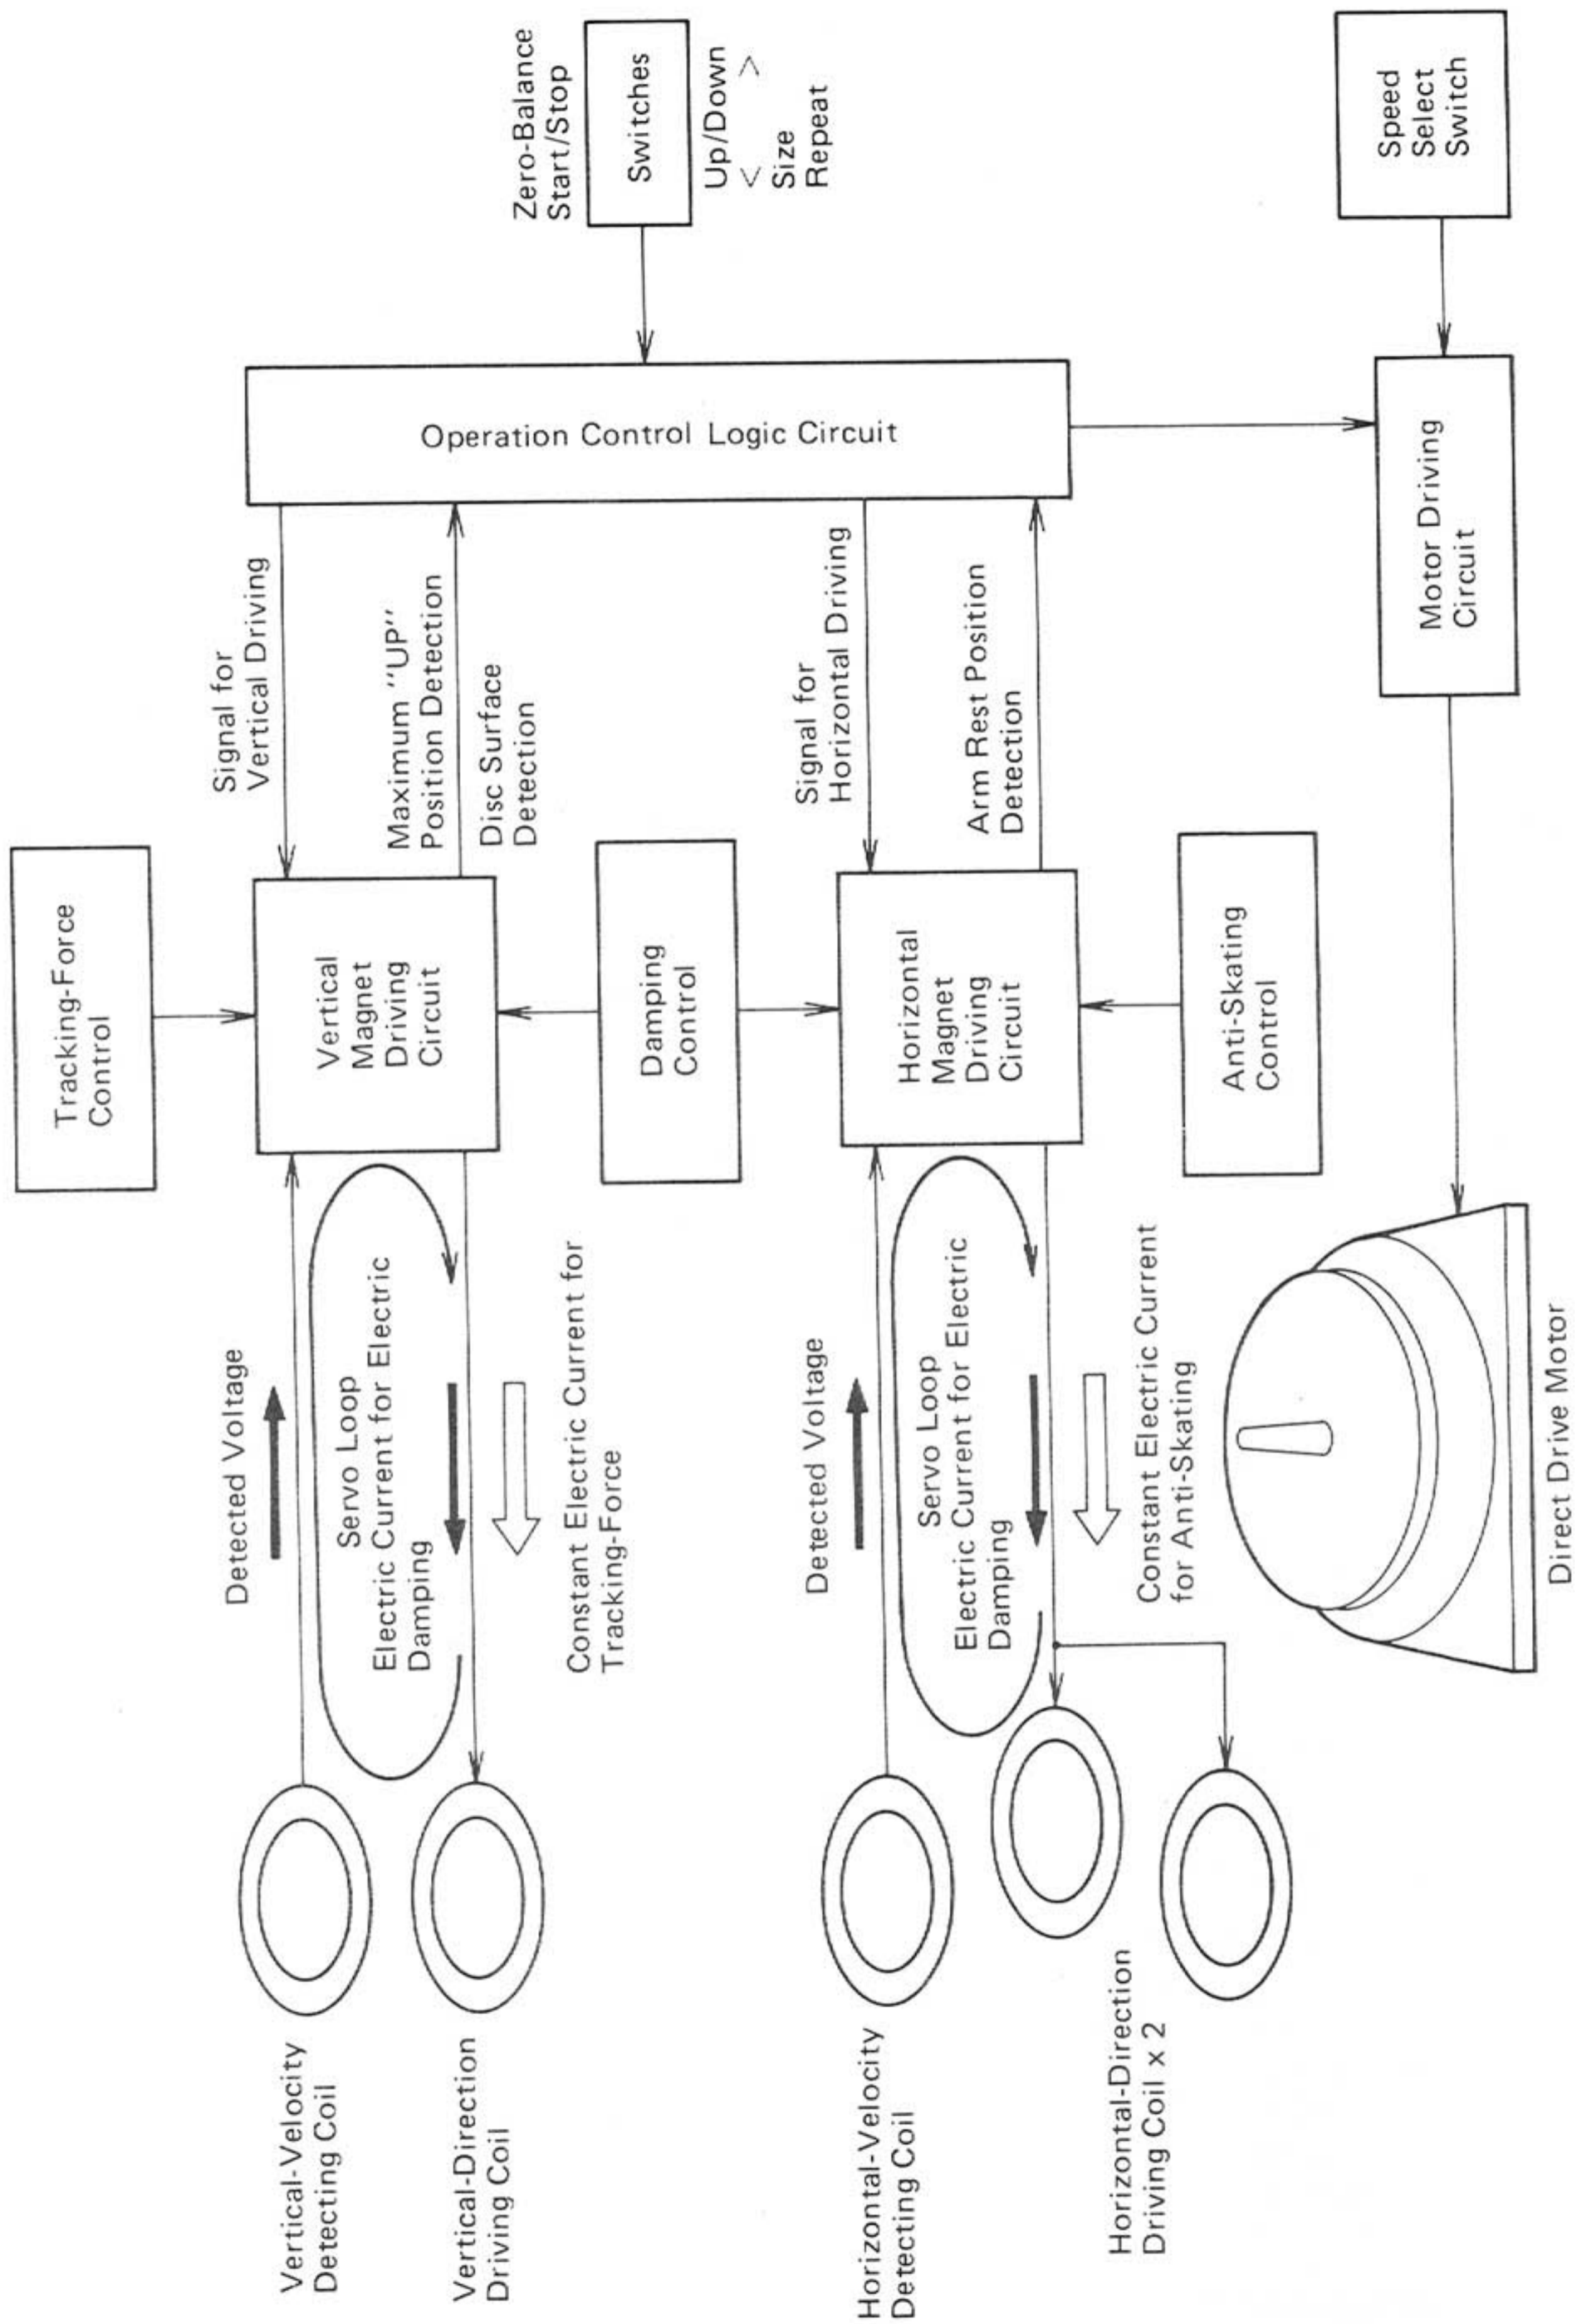 Vertical-Velocity
Detecting Coil
Vertical-Direction
Driving Coil
Horizontal-Velocity
Detecting Coil
Horizontal-Direction
Driving Coil x 2
Detected Voltage
Servo Loop
Electric Current for Electric
Damping
Constant Electric Current for
Tracking-Force
Detected Voltage
Servo Loop
Electric Current for Electric
Damping
Constant Electric Current
for Anti-Skating
Direct Drive Motor
Tracking-Force
Control
Vertical
Magnet
Driving
Circuit
Damping
Control
Horizontal
Magnet
Driving
Circuit
Anti-Skating
Control
Signal for
Vertical Driving
Maximum "UP"
Position Detection
Disc Surface
Detection
Signal for
Horizontal Driving
Arm Rest Position
Detection
Operation Control Logic Circuit
Motor Driving
Circuit
Zero-Balance
Start/Stop
Switches
Up/Down
< >
Size
Repeat
Speed
Select
Switch